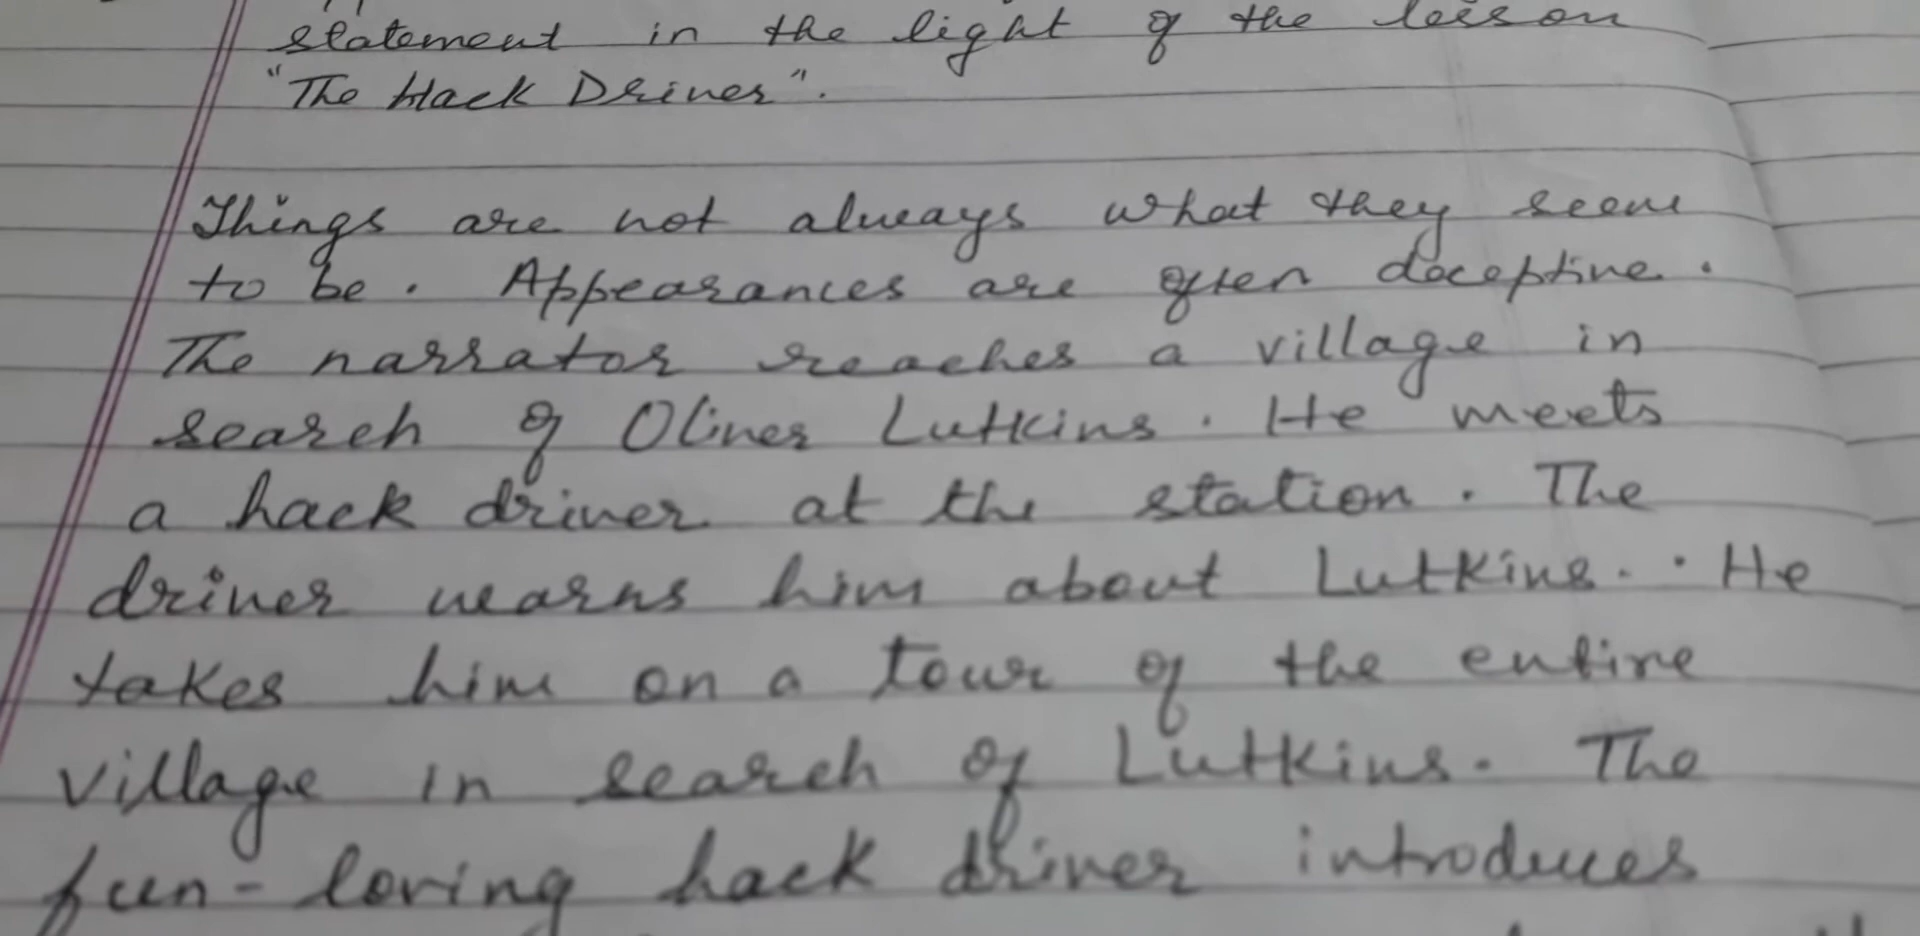 statement in the light of the lesson
"The Hack Driver".
Things are not always what they seem
to be. Appearances are often deceptive.
The narrator reaches a village in
search of Oliver Lutkins. He meets
a hack driver at the station. The
driver warns him about Lutkins. He
takes him on a tour of the entire
village in search of Lutkins. The
fun-loving hack driver introduces